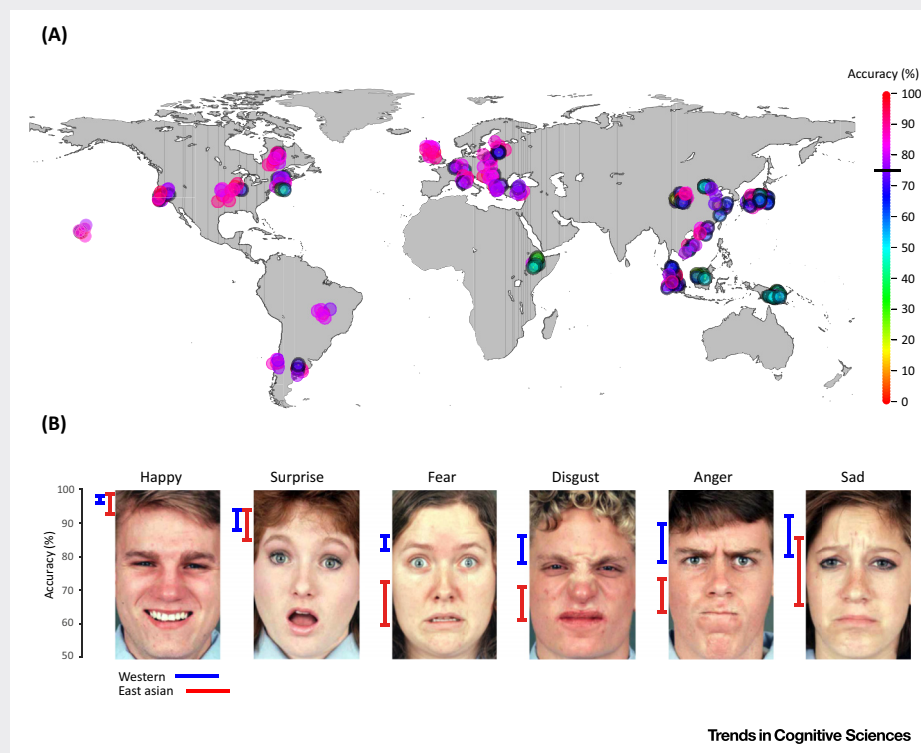 (A)
Accuracy (%)
100
90
80
70
60
50
40
30
20
10
0
(B)
Happy Surprise Fear Disgust Anger Sad
Accuracy (%)
100
90
80
70
60
50
Western
East asian
Trends in Cognitive Sciences